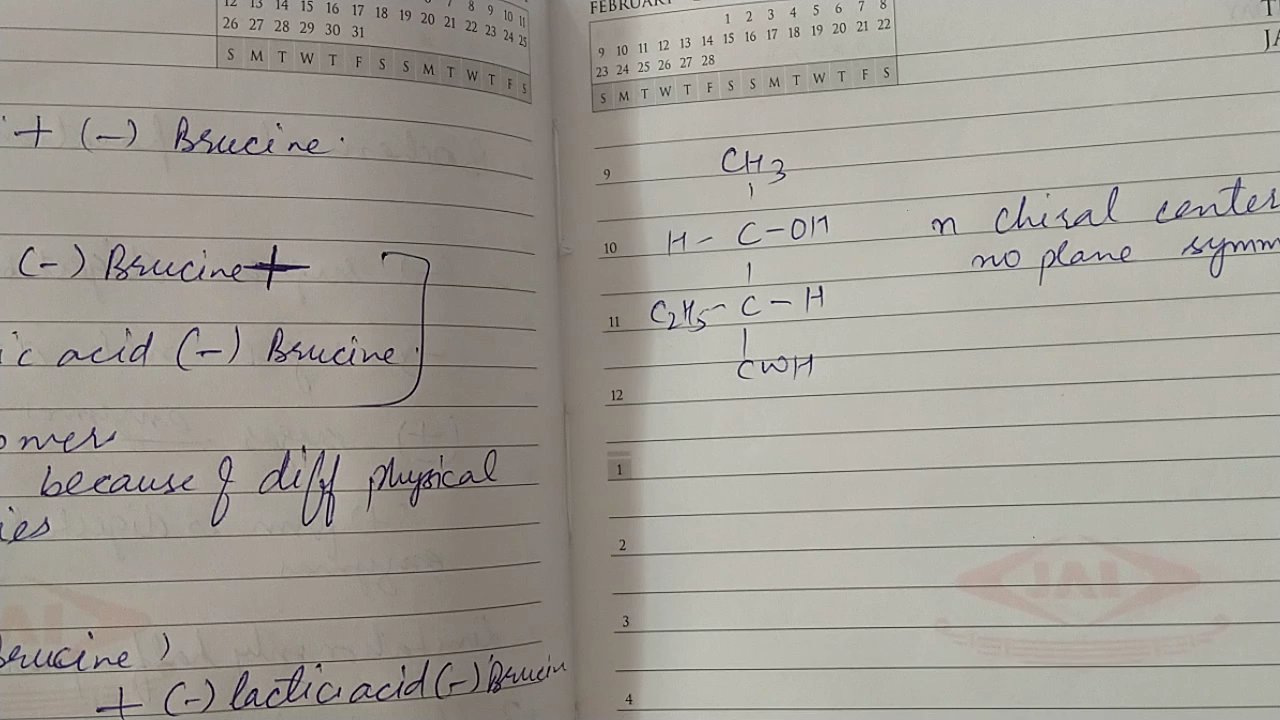 12 13 14 15 16 17 18 19 20 21 22 23 24 25
26 27 28 29 30 31
S M T W T F S S M T W T F S
+ (-) Brucine.
(-) Brucine +
ic acid (-) Brucine.
omer
because of diff physical
ies
Brucine)
+ (-) lactic acid (-) Brucin
FEBRUARY
1 2 3 4 5 6 7 8
9 10 11 12 13 14 15 16 17 18 19 20 21 22
23 24 25 26 27 28
S M T W T F S S M T W T F S
T
JA
9
CH3
10
H - C - OH
n chiral center
no plane symm
11
C2H5 - C - H
COOH
12
1
2
3
4
JAI